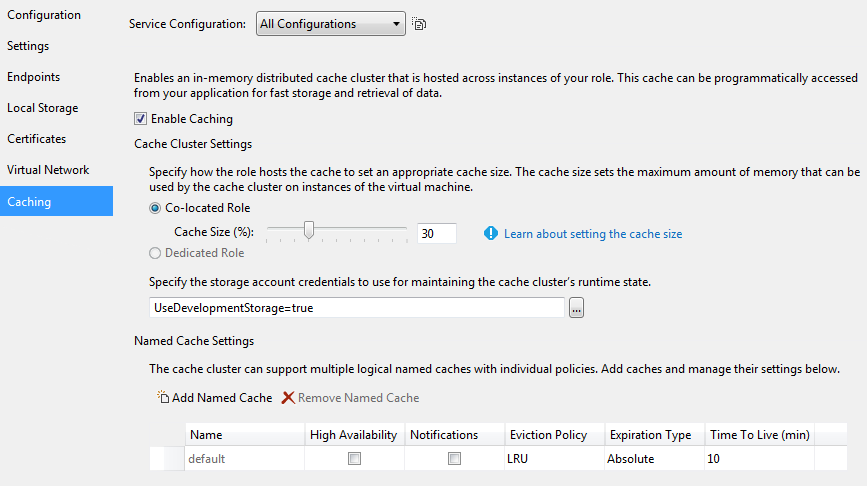 Configuration
Settings
Endpoints
Local Storage
Certificates
Virtual Network
Caching
Service Configuration: All Configurations
Enables an in-memory distributed cache cluster that is hosted across instances of your role. This cache can be programmatically accessed
from your application for fast storage and retrieval of data.
Enable Caching
Cache Cluster Settings
Specify how the role hosts the cache to set an appropriate cache size. The cache size sets the maximum amount of memory that can be
used by the cache cluster on instances of the virtual machine.
Co-located Role
Cache Size (%): 30 Learn about setting the cache size
Dedicated Role
Specify the storage account credentials to use for maintaining the cache cluster's runtime state.
UseDevelopmentStorage=true ...
Named Cache Settings
The cache cluster can support multiple logical named caches with individual policies. Add caches and manage their settings below.
Add Named Cache Remove Named Cache
Name High Availability Notifications Eviction Policy Expiration Type Time To Live (min)
default LRU Absolute 10